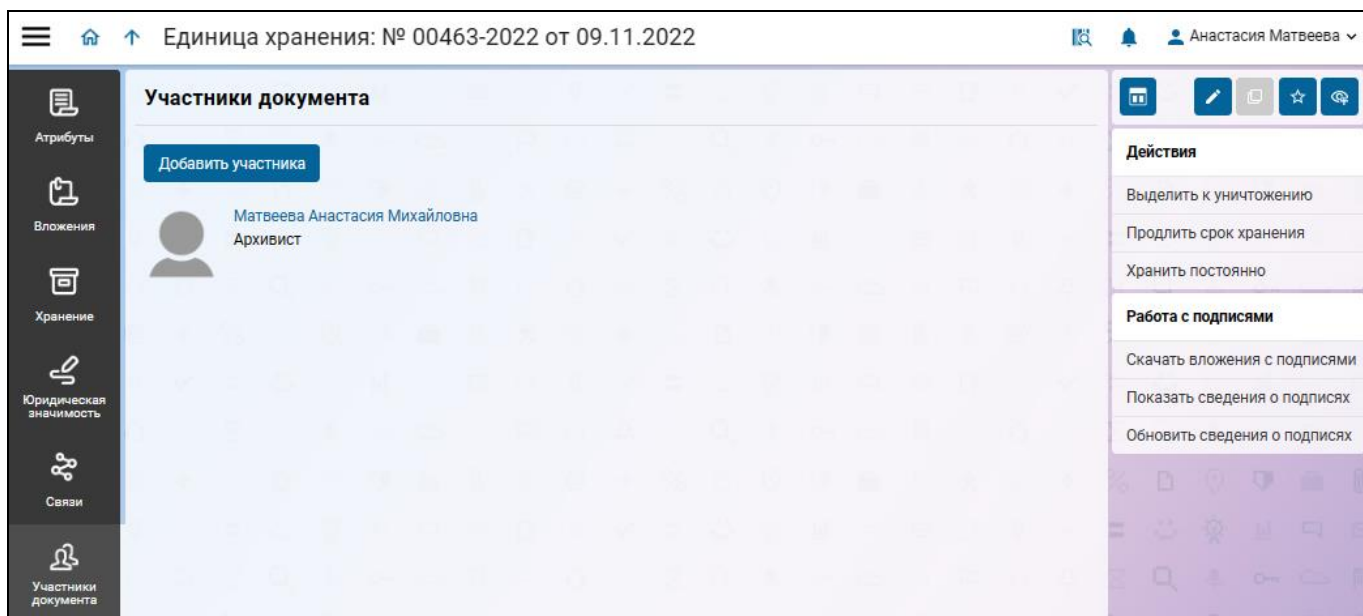 Единица хранения: № 00463-2022 от 09.11.2022
Анастасия Матвеева
Атрибуты
Вложения
Хранение
Юридическая
значимость
Связи
Участники
документа
Участники документа
Добавить участника
Матвеева Анастасия Михайловна
Архивист
Действия
Выделить к уничтожению
Продлить срок хранения
Хранить постоянно
Работа с подписями
Скачать вложения с подписями
Показать сведения о подписях
Обновить сведения о подписях